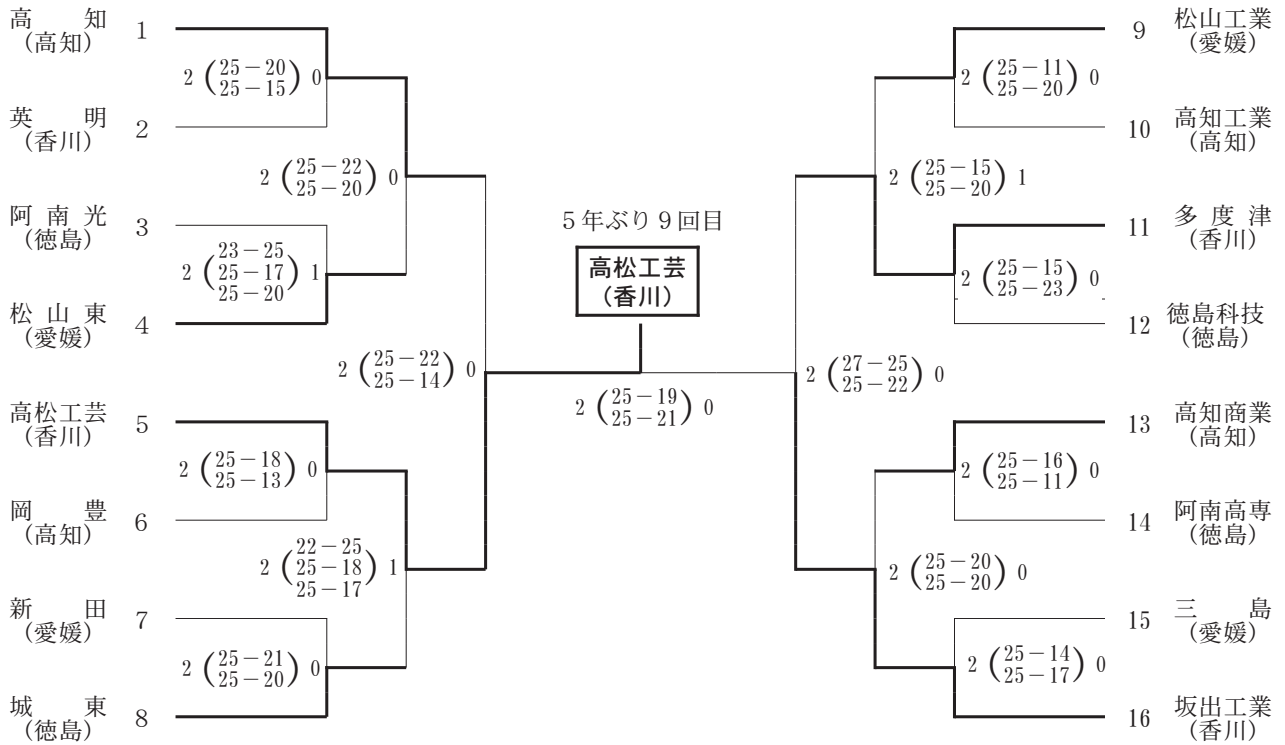 高　知
（高知）
1
2 (25－20 25－15) 0
英　明
（香川）
2
2 (25－22 25－20) 0
阿 南 光
（徳島）
3
2 (23－25 25－17 25－20) 1
松 山 東
（愛媛）
4
2 (25－22 25－14) 0
高松工芸
（香川）
5
2 (25－18 25－13) 0
岡　豊
（高知）
6
2 (22－25 25－18 25－17) 1
新　田
（愛媛）
7
2 (25－21 25－20) 0
城　東
（徳島）
8
5年ぶり9回目
高松工芸
（香川）
2 (25－19 25－21) 0
9
松山工業
（愛媛）
2 (25－11 25－20) 0
10
高知工業
（高知）
2 (25－15 25－20) 1
11
多 度 津
（香川）
2 (25－15 25－23) 0
12
徳島科技
（徳島）
2 (27－25 25－22) 0
13
高知商業
（高知）
2 (25－16 25－11) 0
14
阿南高専
（徳島）
2 (25－20 25－20) 0
15
三　島
（愛媛）
2 (25－14 25－17) 0
16
坂出工業
（香川）